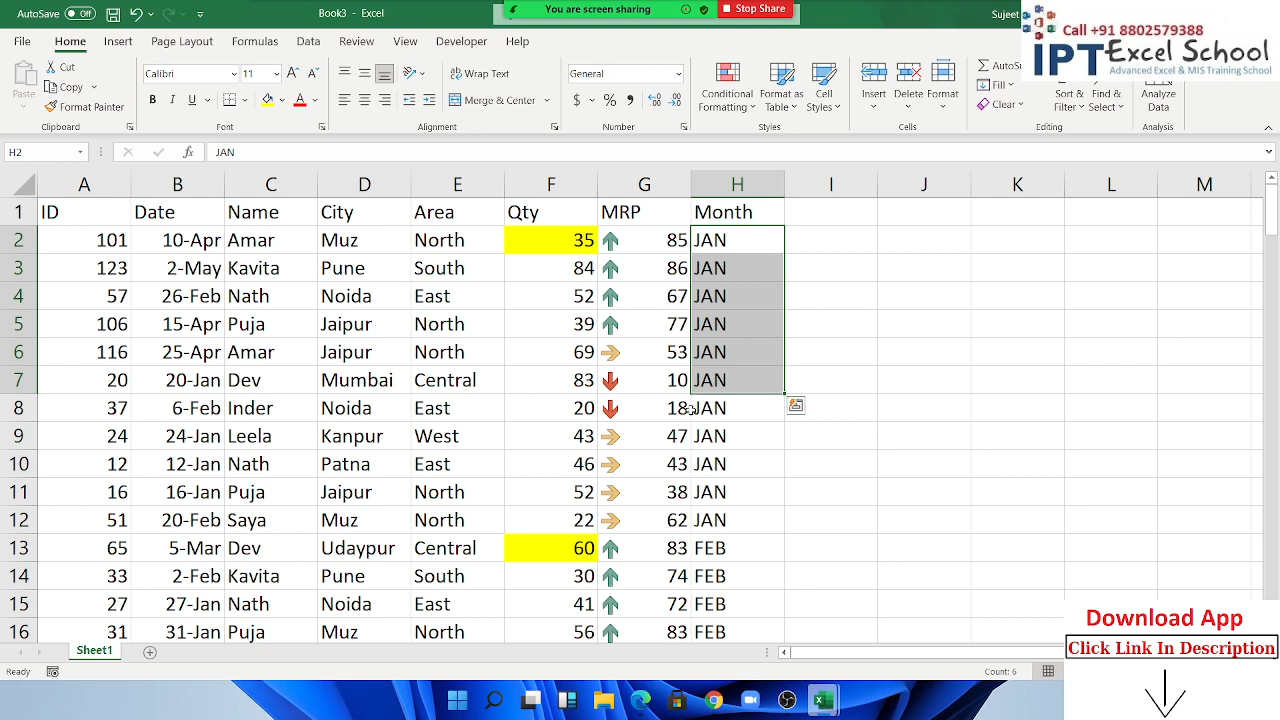 AutoSave Off Book3 - Excel You are screen sharing Stop Share Sujeet
Call +91 8802579388
IPT Excel School
Advanced Excel & MIS Training School
File Home Insert Page Layout Formulas Data Review View Developer Help
Paste Cut Copy Format Painter
Clipboard
Calibri 11
B I U
Font
Wrap Text
Merge & Center
Alignment
General
Number
Conditional Formatting Format as Table Cell Styles
Styles
Insert Delete Format
Cells
AutoS
Fill
Clear
Sort & Filter Find & Select
Editing
Analyze Data
Analysis
H2 fx JAN
A B C D E F G H I J K L M
1 ID Date Name City Area Qty MRP Month
2 101 10-Apr Amar Muz North 35 85 JAN
3 123 2-May Kavita Pune South 84 86 JAN
4 57 26-Feb Nath Noida East 52 67 JAN
5 106 15-Apr Puja Jaipur North 39 77 JAN
6 116 25-Apr Amar Jaipur North 69 53 JAN
7 20 20-Jan Dev Mumbai Central 83 10 JAN
8 37 6-Feb Inder Noida East 20 18 JAN
9 24 24-Jan Leela Kanpur West 43 47 JAN
10 12 12-Jan Nath Patna East 46 43 JAN
11 16 16-Jan Puja Jaipur North 52 38 JAN
12 51 20-Feb Saya Muz North 22 62 JAN
13 65 5-Mar Dev Udaypur Central 60 83 FEB
14 33 2-Feb Kavita Pune South 30 74 FEB
15 27 27-Jan Nath Noida East 41 72 FEB
16 31 31-Jan Puja Muz North 56 83 FEB
Sheet1
Ready Count: 6
Download App
Click Link In Description